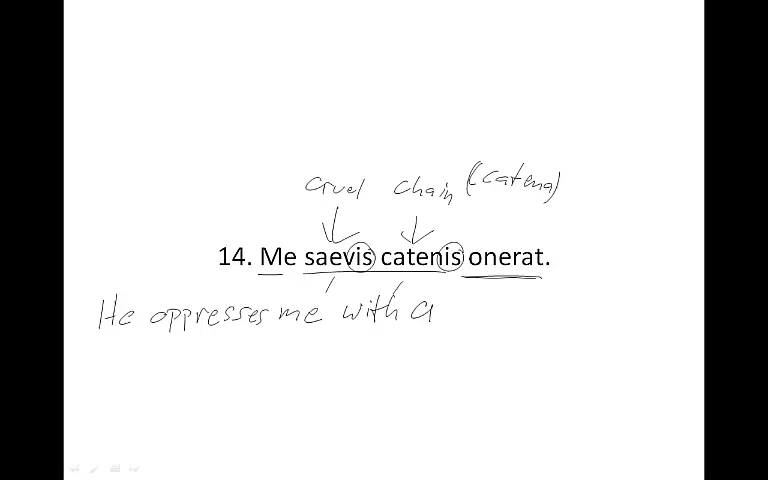 cruel chain (catena)
14. Me saevis catenis onerat.
He oppresses me with a